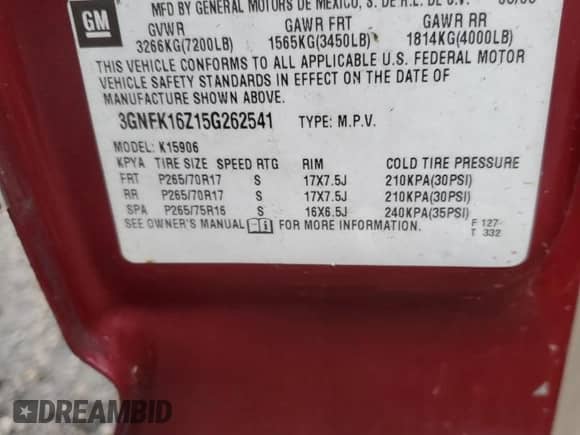 GM
MFD BY GENERAL MOTORS DE MEXICO, S. DE R.L. DE C.V.
GVWR GAWR FRT GAWR RR
3266KG(7200LB) 1565KG(3450LB) 1814KG(4000LB)
THIS VEHICLE CONFORMS TO ALL APPLICABLE U.S. FEDERAL MOTOR
VEHICLE SAFETY STANDARDS IN EFFECT ON THE DATE OF
MANUFACTURE SHOWN ABOVE.
3GNFK16Z15G262541 TYPE: M.P.V.
MODEL: K15906
KPYA TIRE SIZE SPEED RTG RIM COLD TIRE PRESSURE
FRT P265/70R17 S 17X7.5J 210KPA(30PSI)
RR P265/70R17 S 17X7.5J 210KPA(30PSI)
SPA P265/75R16 S 16X6.5J 240KPA(35PSI)
SEE OWNER'S MANUAL FOR MORE INFORMATION.
F 127
T 332
DREAMBID